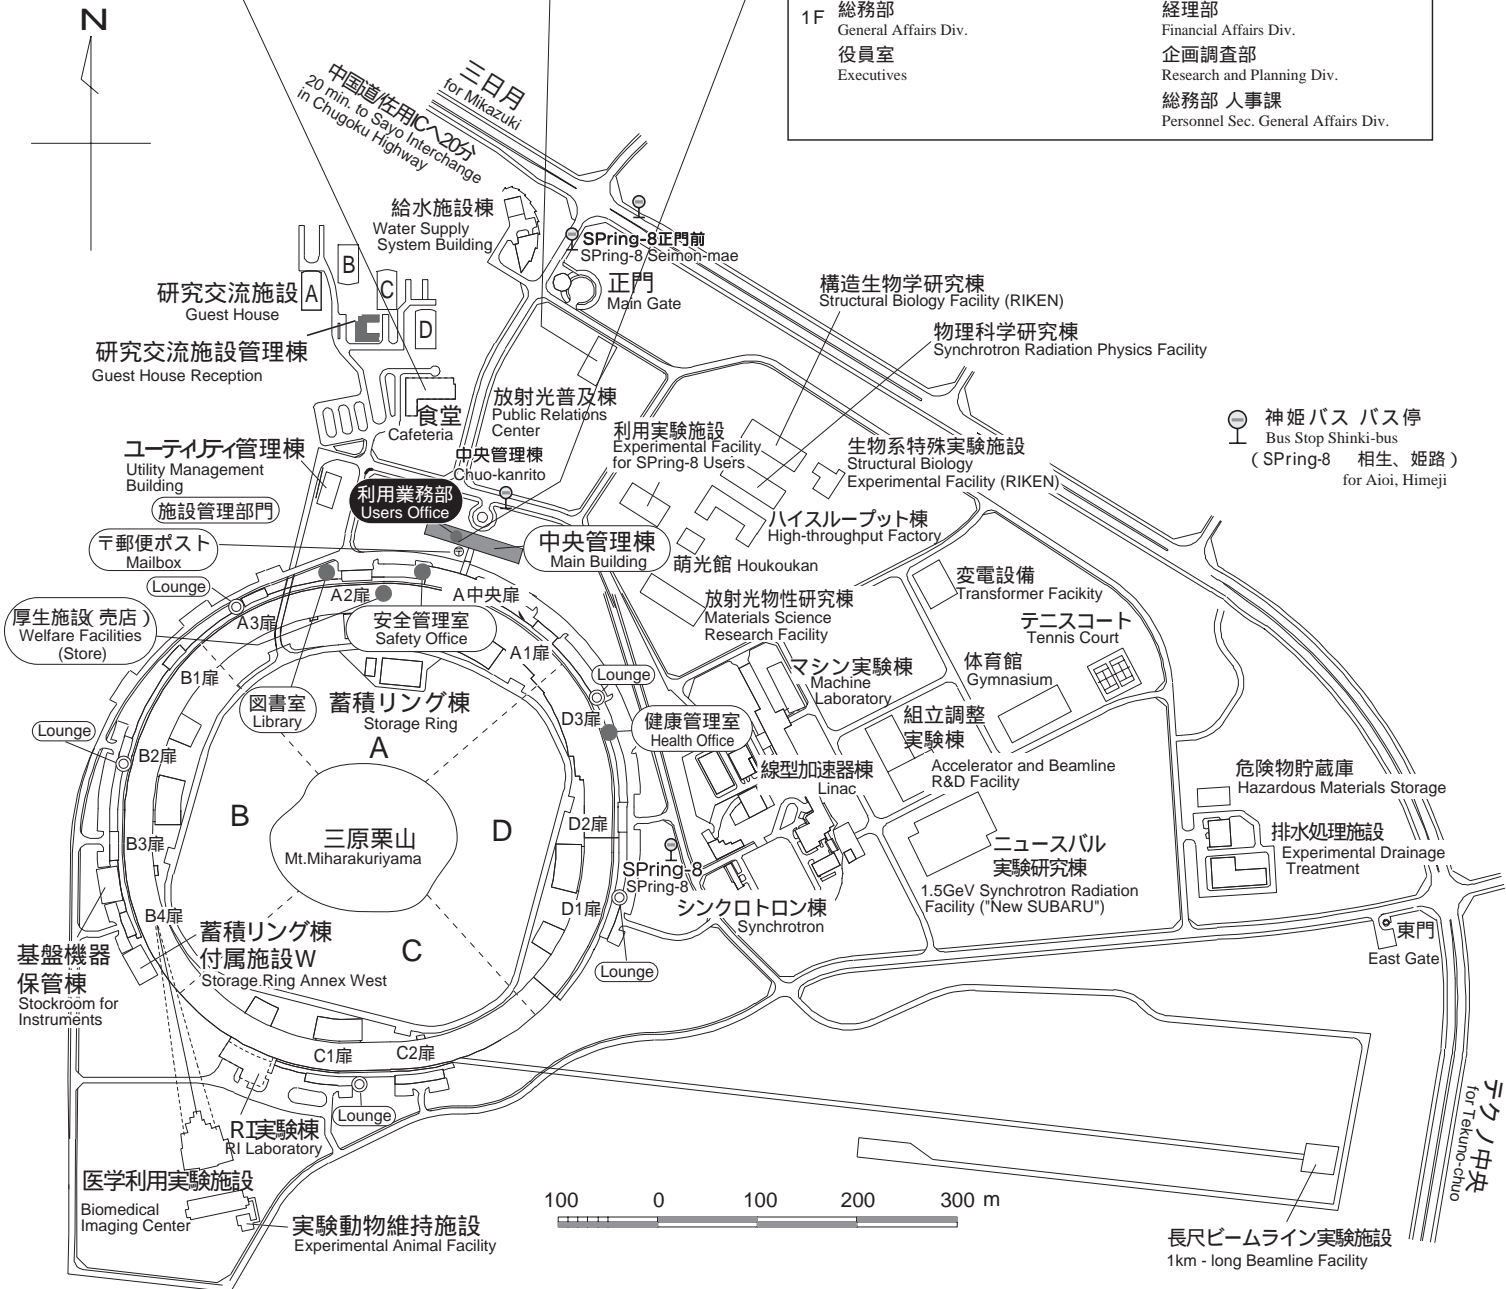 N
1F
総務部
General Affairs Div.
役員室
Executives
経理部
Financial Affairs Div.
企画調査部
Research and Planning Div.
総務部 人事課
Personnel Sec. General Affairs Div.
三日月
for Mikazuki
中国道/佐用ICへ20分
20 min. to Sayo Interchange
in Chugoku Highway
給水施設棟
Water Supply
System Building
SPring-8正門前
SPring-8 Seimon-mae
正門
Main Gate
A
B
C
D
研究交流施設
Guest House
研究交流施設管理棟
Guest House Reception
構造生物学研究棟
Structural Biology Facility (RIKEN)
物理科学研究棟
Synchrotron Radiation Physics Facility
食堂
Cafeteria
放射光普及棟
Public Relations
Center
神姫バス バス停
Bus Stop Shinki-bus
(SPring-8 相生、姫路)
for Aioi, Himeji
ユーティリティ管理棟
Utility Management
Building
施設管理部門
中央管理棟
Chuo-kanrito
利用実験施設
Experimental Facility
for SPring-8 Users
生物系特殊実験施設
Structural Biology
Experimental Facility (RIKEN)
利用業務部
Users Office
〒郵便ポスト
Mailbox
中央管理棟
Main Building
ハイスループット棟
High-throughput Factory
萌光館 Houkoukan
変電設備
Transformer Facikity
放射光物性研究棟
Materials Science
Research Facility
テニスコート
Tennis Court
体育館
Gymnasium
Lounge
厚生施設(売店)
Welfare Facilities
(Store)
A3扉
A2扉
A中央扉
安全管理室
Safety Office
A1扉
B1扉
図書室
Library
蓄積リング棟
Storage Ring
Lounge
マシン実験棟
Machine
Laboratory
D3扉
健康管理室
Health Office
組立調整
実験棟
Accelerator and Beamline
R&D Facility
線型加速器棟
Linac
Lounge
B2扉
A
B
D
C
三原栗山
Mt.Miharakuriyama
D2扉
B3扉
SPring-8
SPring-8
D1扉
シンクロトロン棟
Synchrotron
ニュースバル
実験研究棟
1.5GeV Synchrotron Radiation
Facility ("New SUBARU")
危険物貯蔵庫
Hazardous Materials Storage
排水処理施設
Experimental Drainage
Treatment
東門
East Gate
B4扉
基盤機器
保管棟
Stockroom for
Instruments
蓄積リング棟
付属施設W
Storage.Ring Annex West
Lounge
C1扉
C2扉
Lounge
RI実験棟
RI Laboratory
医学利用実験施設
Biomedical
Imaging Center
実験動物維持施設
Experimental Animal Facility
100 0 100 200 300 m
テクノ中央
for Tekuno-chuo
長尺ビームライン実験施設
1km - long Beamline Facility